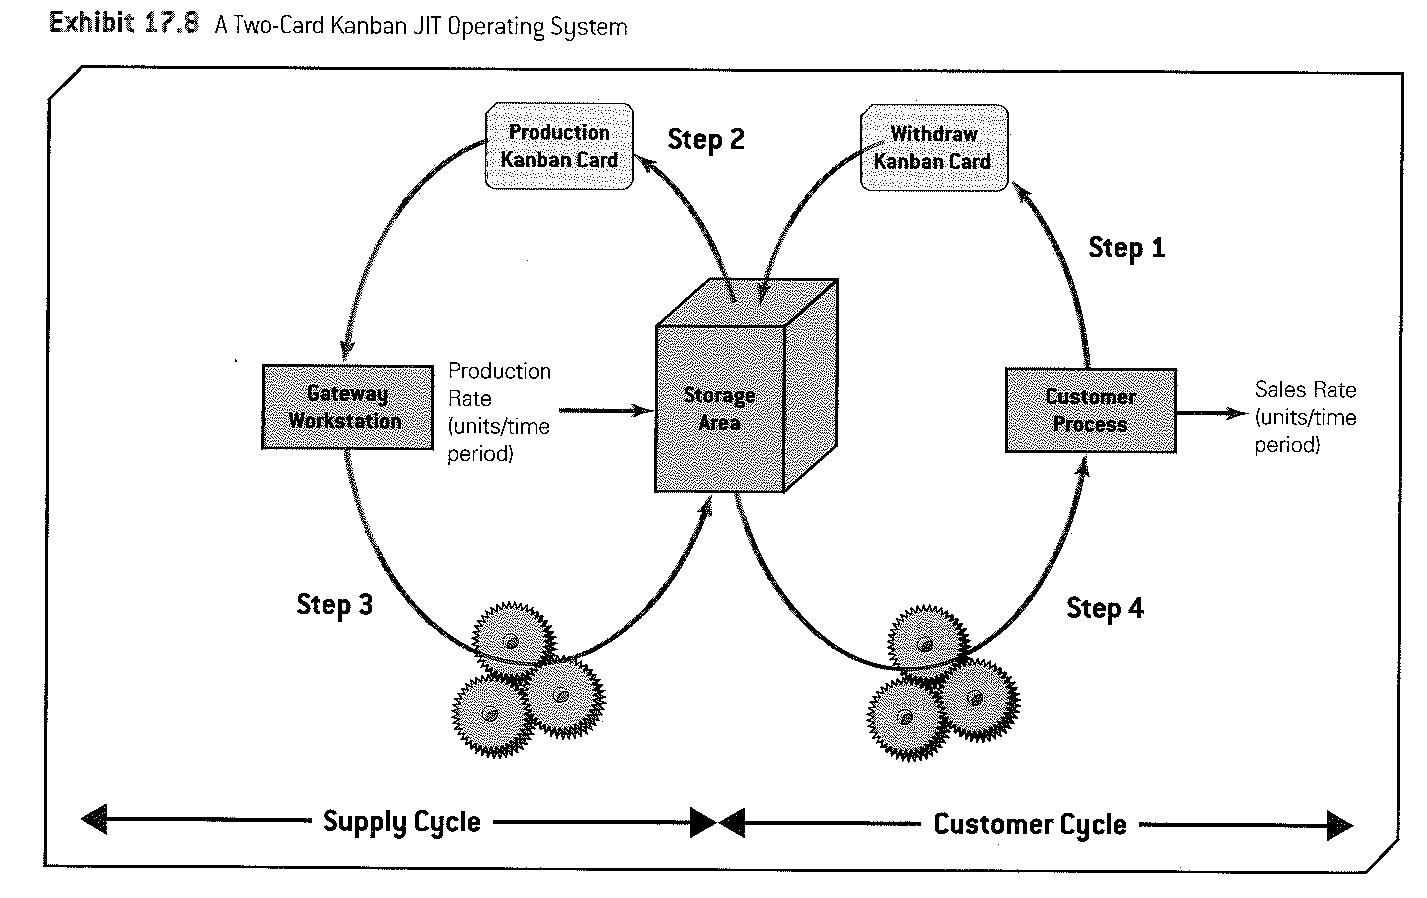 Exhibit 17.8 A Two-Card Kanban JIT Operating System
Production
Kanban Card
Step 2
Withdraw
Kanban Card
Step 1
Gateway
Workstation
Production
Rate
(units/time
period)
Storage
Area
Customer
Process
Sales Rate
(units/time
period)
Step 3
Step 4
Supply Cycle
Customer Cycle